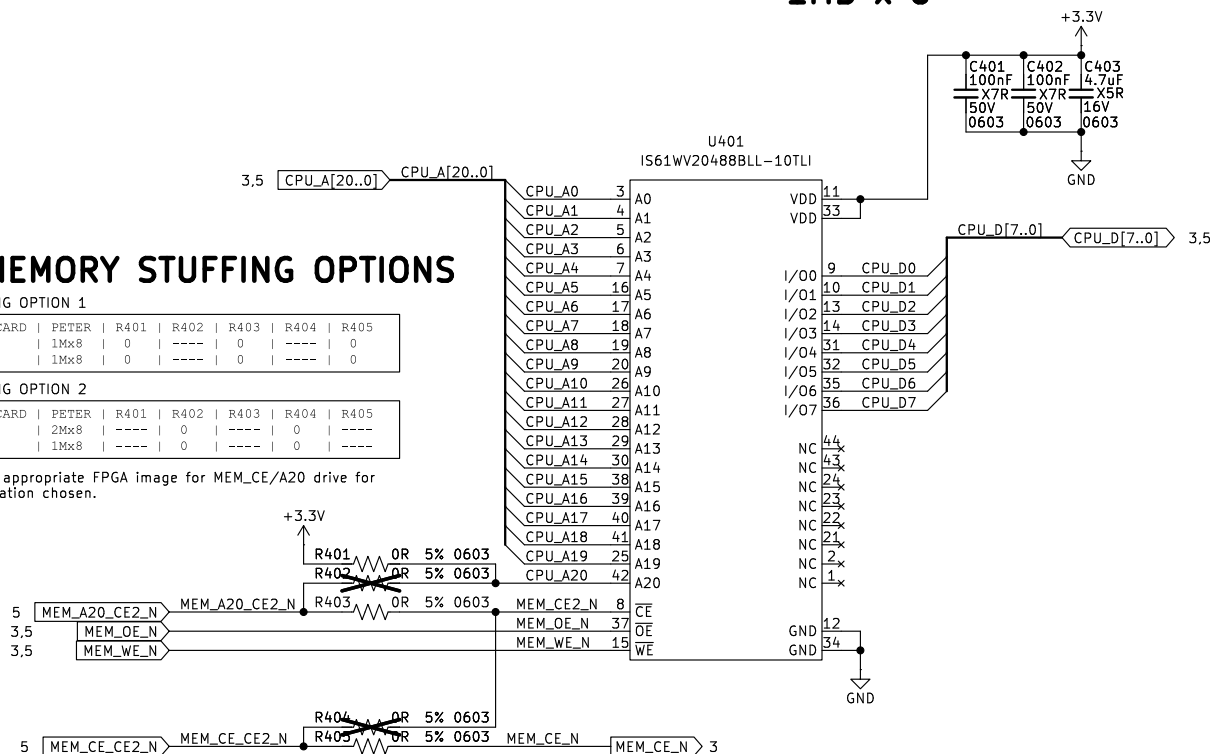 +3.3V
C401 C402 C403
100nF 100nF 4.7uF
X7R X7R X5R
50V 50V 16V
0603 0603 0603
GND
U401
IS61WV20488BLL-10TLI
3,5 CPU_A[20..0] CPU_A[20..0]
CPU_A0 3 A0
CPU_A1 4 A1
CPU_A2 5 A2
CPU_A3 6 A3
CPU_A4 7 A4
CPU_A5 16 A5
CPU_A6 17 A6
CPU_A7 18 A7
CPU_A8 19 A8
CPU_A9 20 A9
CPU_A10 26 A10
CPU_A11 27 A11
CPU_A12 28 A12
CPU_A13 29 A13
CPU_A14 30 A14
CPU_A15 38 A15
CPU_A16 39 A16
CPU_A17 40 A17
CPU_A18 41 A18
CPU_A19 25 A19
CPU_A20 42 A20
MEM_CE2_N 8 CE
MEM_OE_N 37 OE
MEM_WE_N 15 WE
VDD 11
VDD 33
I/O0 9 CPU_D0
I/O1 10 CPU_D1
I/O2 13 CPU_D2
I/O3 14 CPU_D3
I/O4 31 CPU_D4
I/O5 32 CPU_D5
I/O6 35 CPU_D6
I/O7 36 CPU_D7
CPU_D[7..0] CPU_D[7..0] 3,5
NC 44
NC 43
NC 24
NC 23
NC 22
NC 21
NC 2
NC 1
GND 12
GND 34
GND
EMORY STUFFING OPTIONS
G OPTION 1
CARD | PETER | R401 | R402 | R403 | R404 | R405
| 1Mx8 | 0 | ---- | 0 | ---- | 0
| 1Mx8 | 0 | ---- | 0 | ---- | 0
G OPTION 2
CARD | PETER | R401 | R402 | R403 | R404 | R405
| 2Mx8 | ---- | 0 | ---- | 0 | ----
| 1Mx8 | ---- | 0 | ---- | 0 | ----
appropriate FPGA image for MEM_CE/A20 drive for
ation chosen.
+3.3V
R401 0R 5% 0603
R402 0R 5% 0603
5 MEM_A20_CE2_N MEM_A20_CE2_N R403 0R 5% 0603
3,5 MEM_OE_N
3,5 MEM_WE_N
R404 0R 5% 0603
R405 0R 5% 0603
5 MEM_CE_CE2_N MEM_CE_CE2_N MEM_CE_N MEM_CE_N 3